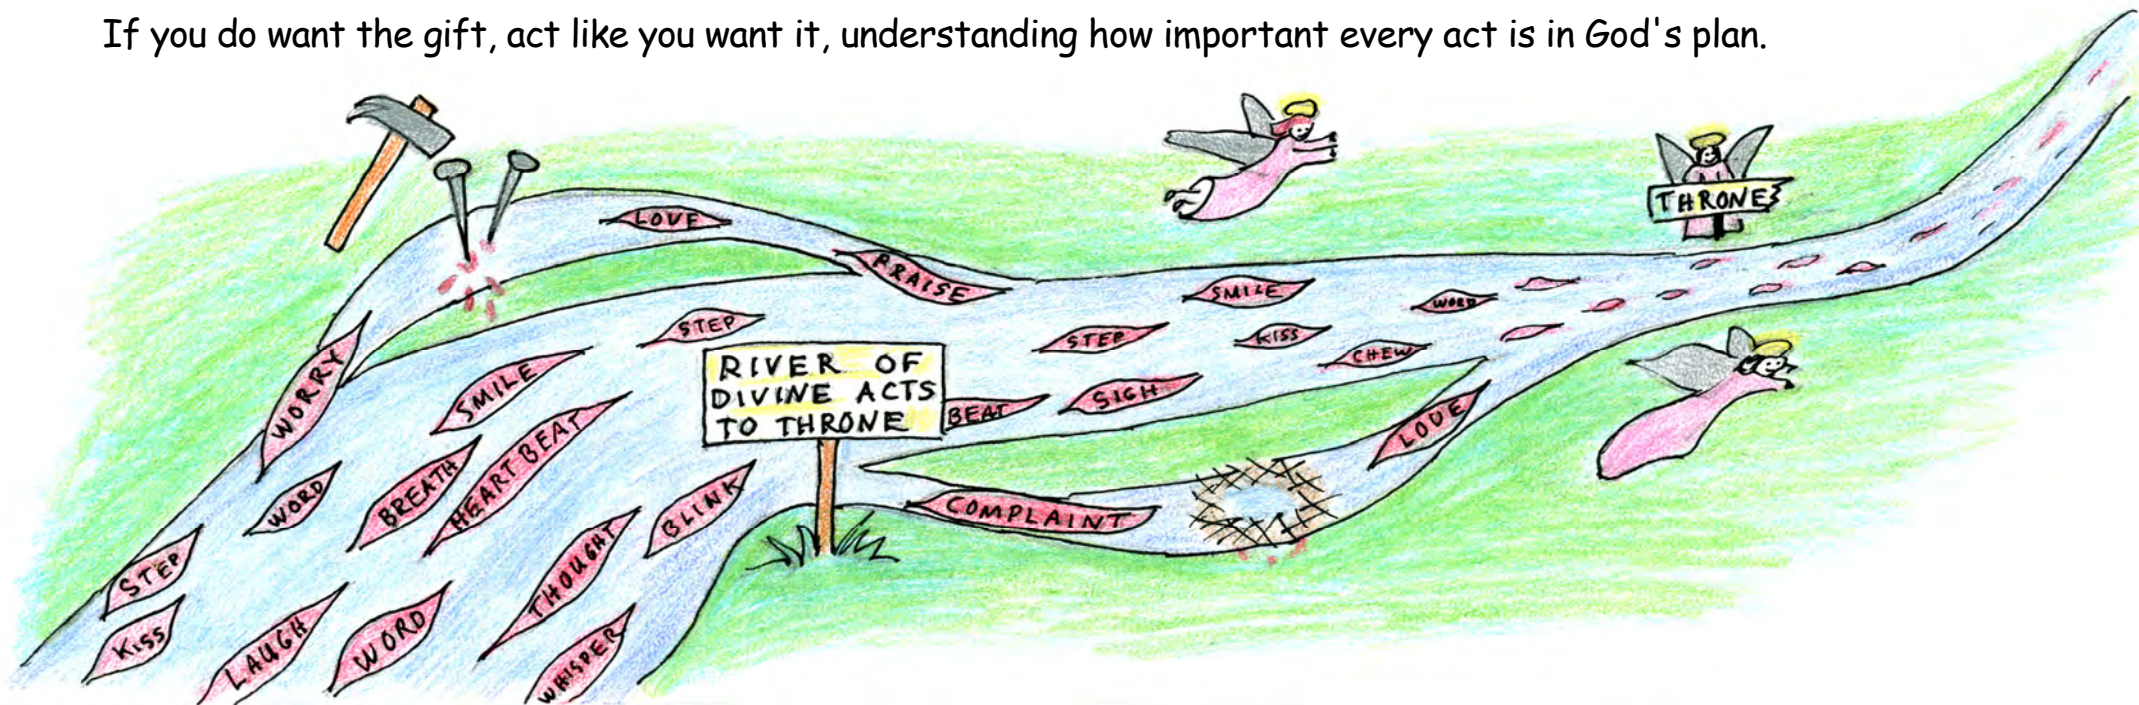 If you do want the gift, act like you want it, understanding how important every act is in God's plan.
THRONE
LOVE
PRAISE
SMILE
WORD
STEP
STEP
KISS
CHEW
RIVER OF
DIVINE ACTS
TO THRONE
BEAT
SIGH
WORRY
SMILE
LOVE
WORD
BREATH
HEART BEAT
BLINK
COMPLAINT
STEP
THOUGHT
KISS
LAUGH
WORD
WHISPER